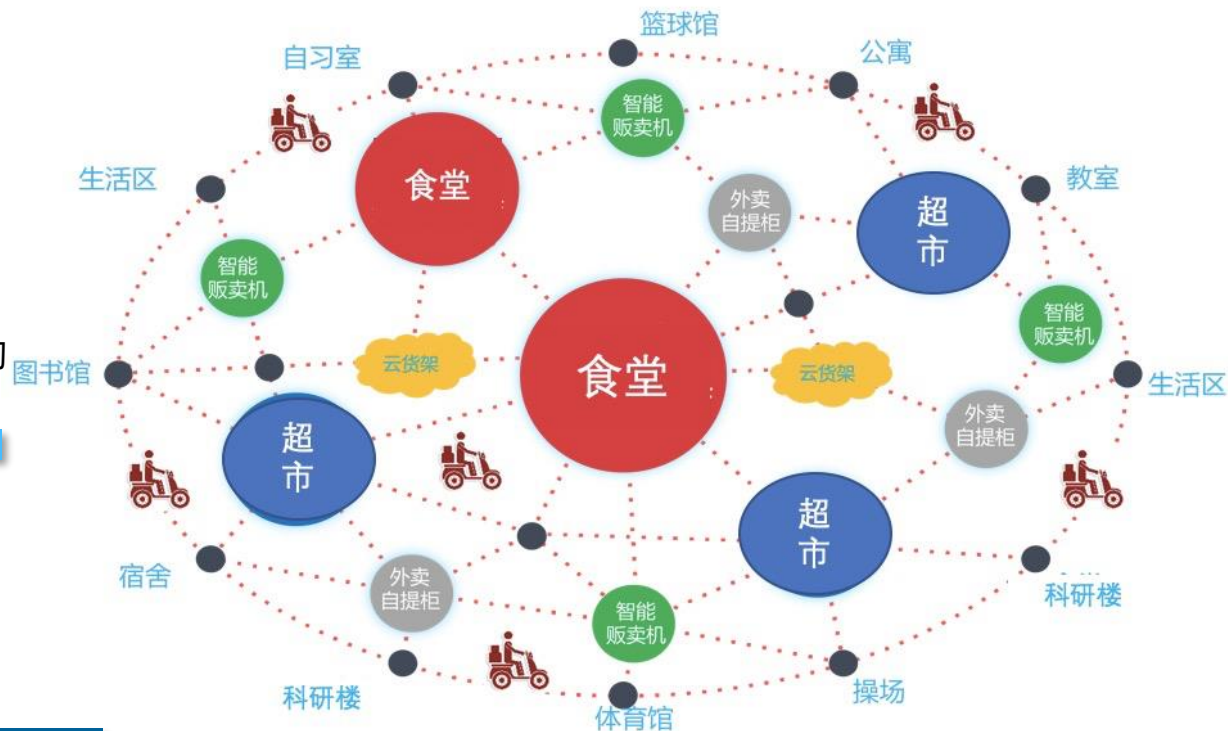 篮球馆
自习室
公寓
智能
贩卖机
食堂
生活区
教室
外卖
自提柜
超
市
智能
贩卖机
智能
贩卖机
食堂
云货架
云货架
图书馆
生活区
外卖
自提柜
超
市
超
市
宿舍
外卖
自提柜
智能
贩卖机
科研楼
科研楼
操场
体育馆